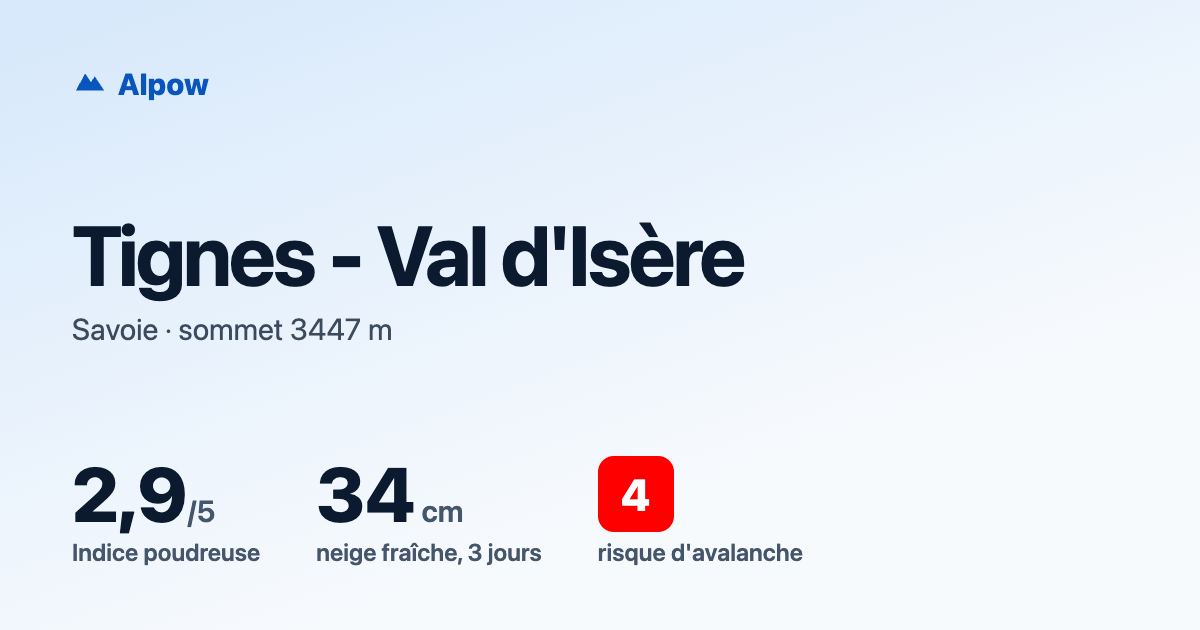 Alpow
Tignes - Val d'Isère
Savoie · sommet 3447 m
2,9/5
Indice poudreuse
34 cm
neige fraîche, 3 jours
4
risque d'avalanche